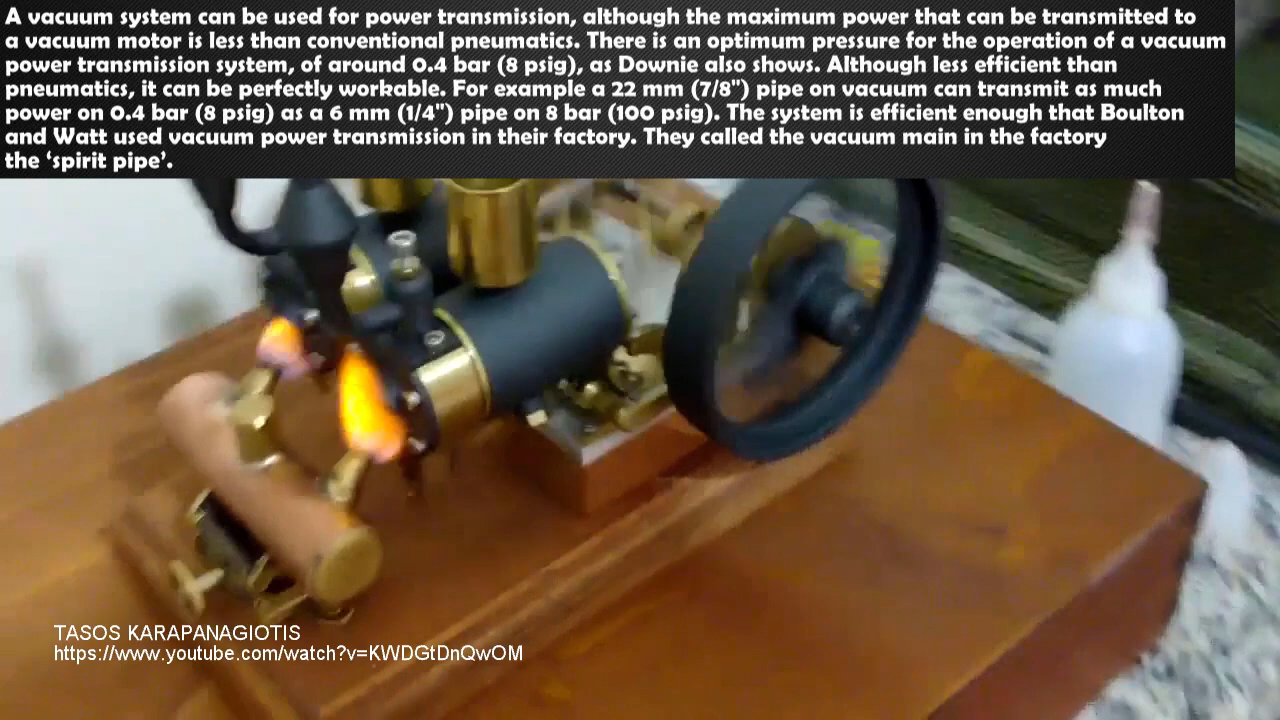 A vacuum system can be used for power transmission, although the maximum power that can be transmitted to
a vacuum motor is less than conventional pneumatics. There is an optimum pressure for the operation of a vacuum
power transmission system, of around 0.4 bar (8 psig), as Downie also shows. Although less efficient than
pneumatics, it can be perfectly workable. For example a 22 mm (7/8") pipe on vacuum can transmit as much
power on 0.4 bar (8 psig) as a 6 mm (1/4") pipe on 8 bar (100 psig). The system is efficient enough that Boulton
and Watt used vacuum power transmission in their factory. They called the vacuum main in the factory
the ‘spirit pipe’.
TASOS KARAPANAGIOTIS
https://www.youtube.com/watch?v=KWDGtDnQwOM